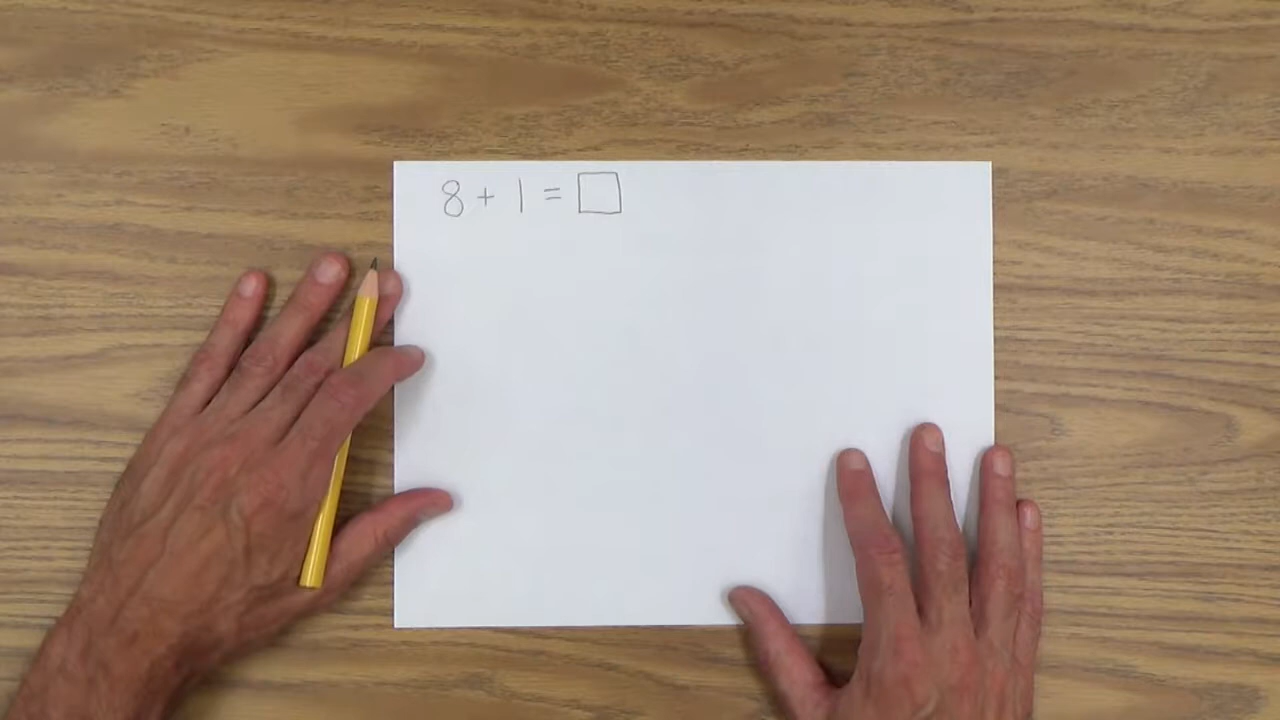 8 + 1 = □